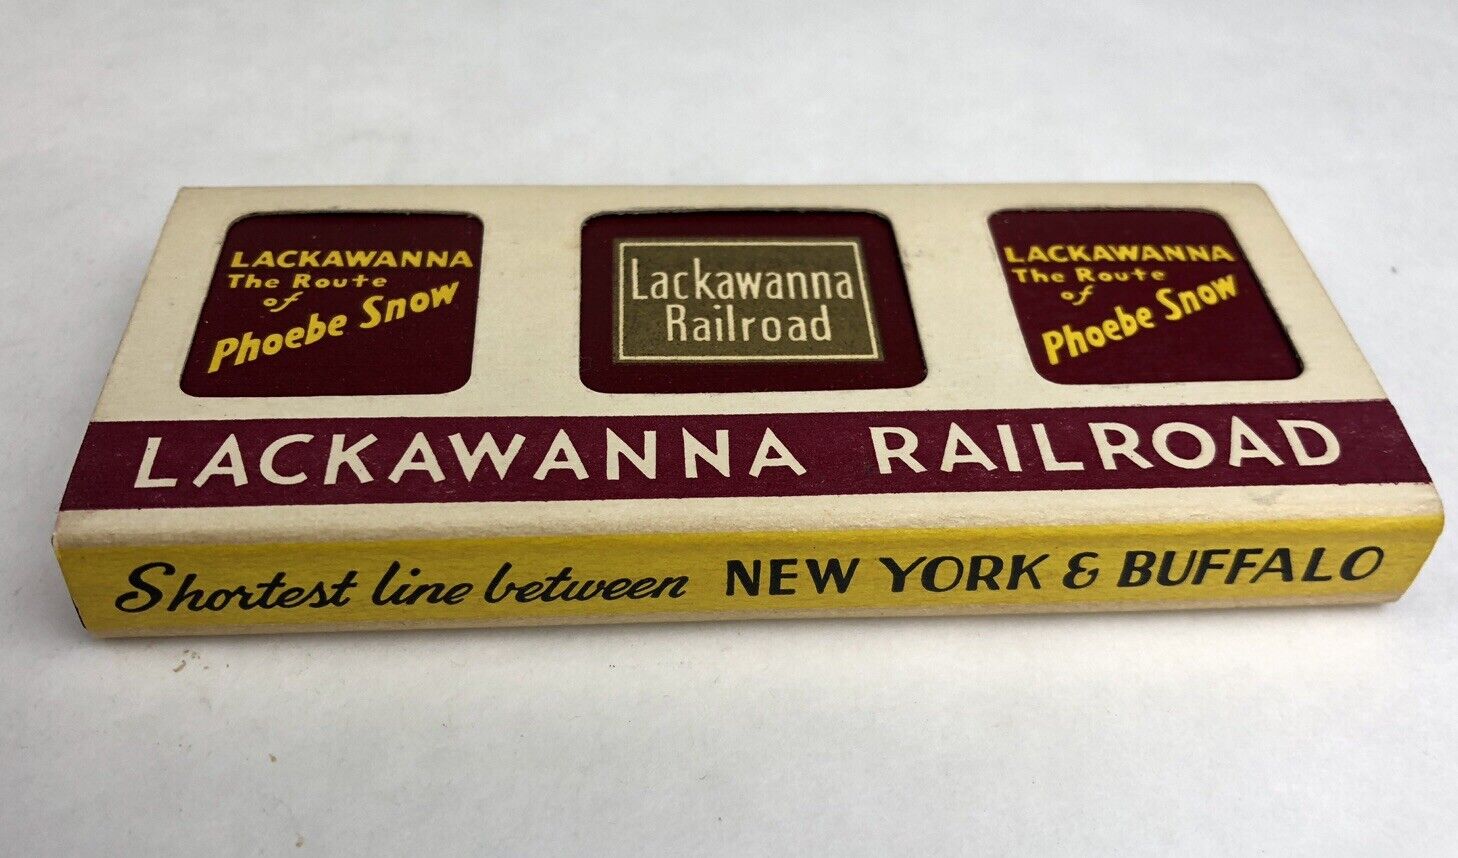 LACKAWANNA
The Route
of
Phoebe Snow
Lackawanna
Railroad
LACKAWANNA
The Route
of
Phoebe Snow
LACKAWANNA RAILROAD
Shortest line between NEW YORK & BUFFALO